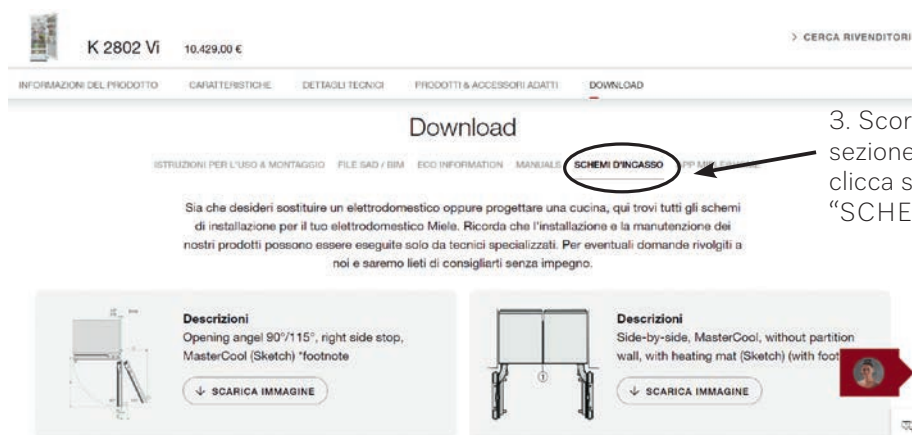 K 2802 Vi 10.429,00 €
> CERCA RIVENDITORI
INFORMAZIONI DEL PRODOTTO CARATTERISTICHE DETTAGLI TECNICI PRODOTTI & ACCESSORI ADATTI DOWNLOAD
Download
ISTRUZIONI PER L'USO & MONTAGGIO FILE SAD / BIM ECO INFORMATION MANUALS SCHEMI D'INCASSO
3. Scor
sezione
clicca s
“SCHE
Sia che desideri sostituire un elettrodomestico oppure progettare una cucina, qui trovi tutti gli schemi
di installazione per il tuo elettrodomestico Miele. Ricorda che l'installazione e la manutenzione dei
nostri prodotti possono essere eseguite solo da tecnici specializzati. Per eventuali domande rivolgiti a
noi e saremo lieti di consigliarti senza impegno.
Descrizioni
Opening angel 90°/115°, right side stop,
MasterCool (Sketch) *footnote
↓ SCARICA IMMAGINE
Descrizioni
Side-by-side, MasterCool, without partition
wall, with heating mat (Sketch) (with foot
↓ SCARICA IMMAGINE